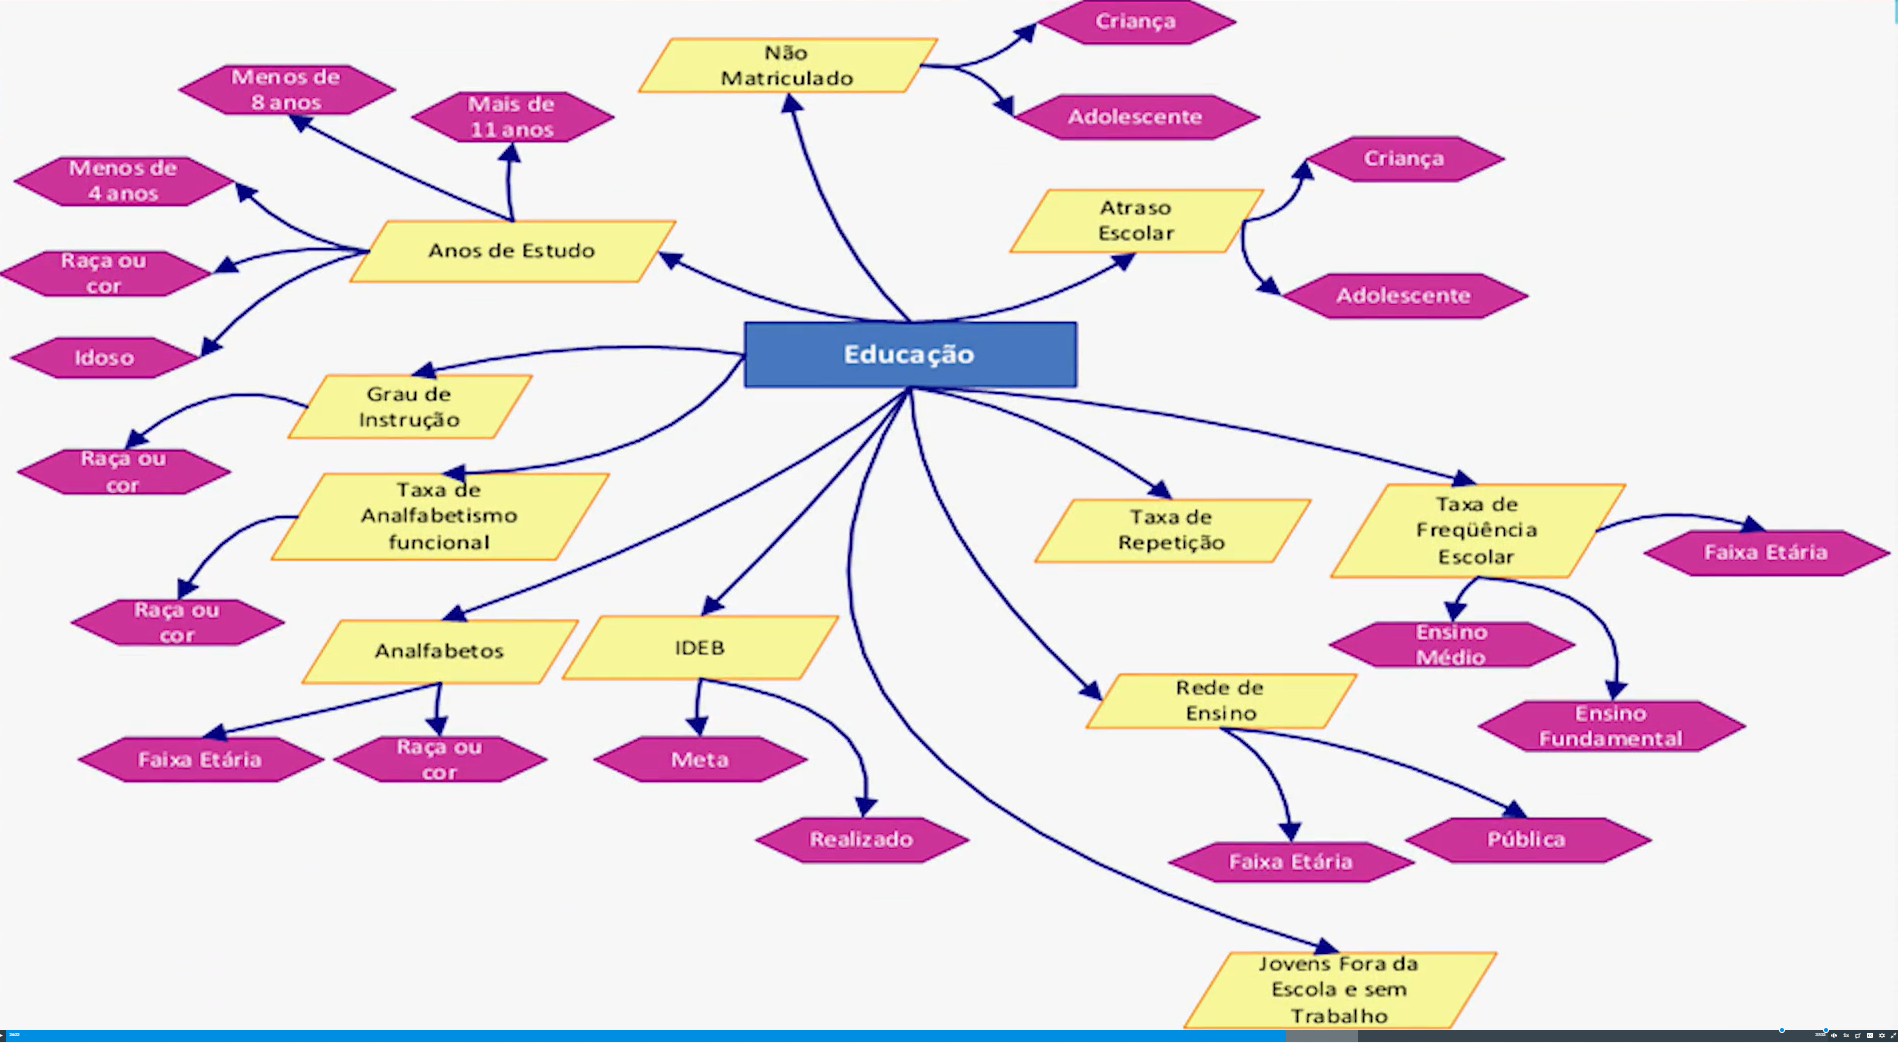 Criança
Não
Matriculado
Menos de
8 anos
Mais de
11 anos
Adolescente
Criança
Menos de
4 anos
Atraso
Escolar
Anos de Estudo
Raça ou
cor
Adolescente
Idoso
Educação
Grau de
Instrução
Raça ou
cor
Taxa de
Analfabetismo
funcional
Taxa de
Repetição
Taxa de
Freqüência
Escolar
Faixa Etária
Raça ou
cor
Analfabetos
IDEB
Ensino
Médio
Rede de
Ensino
Ensino
Fundamental
Faixa Etária
Raça ou
cor
Meta
Realizado
Faixa Etária
Pública
Jovens Fora da
Escola e sem
Trabalho